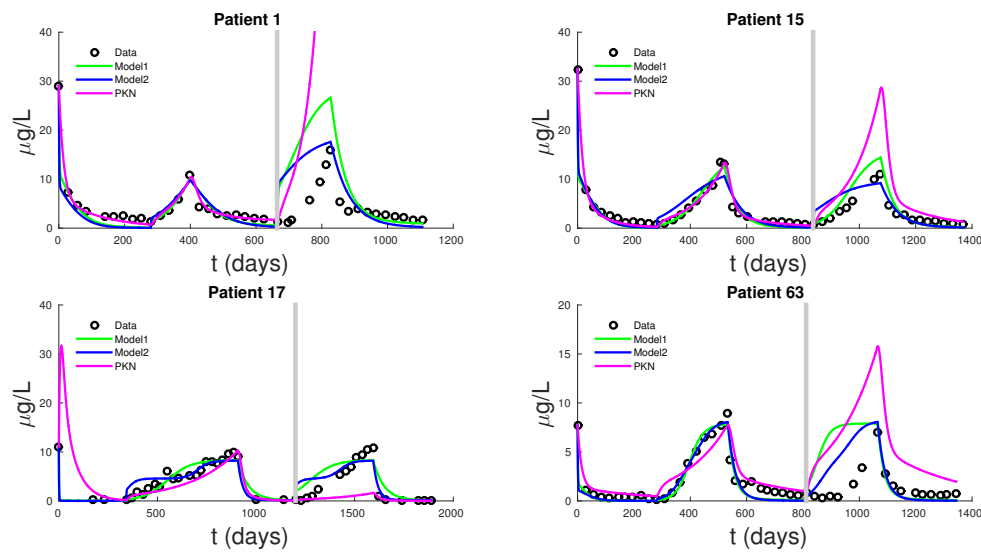 Patient 1
40
30
20
10
0
μg/L
Data
Model1
Model2
PKN
0
200
400
600
800
1000
1200
t (days)
Patient 15
40
30
20
10
0
μg/L
Data
Model1
Model2
PKN
0
200
400
600
800
1000
1200
1400
t (days)
Patient 17
40
30
20
10
0
μg/L
Data
Model1
Model2
PKN
0
500
1000
1500
2000
t (days)
Patient 63
20
15
10
5
0
μg/L
Data
Model1
Model2
PKN
0
200
400
600
800
1000
1200
1400
t (days)